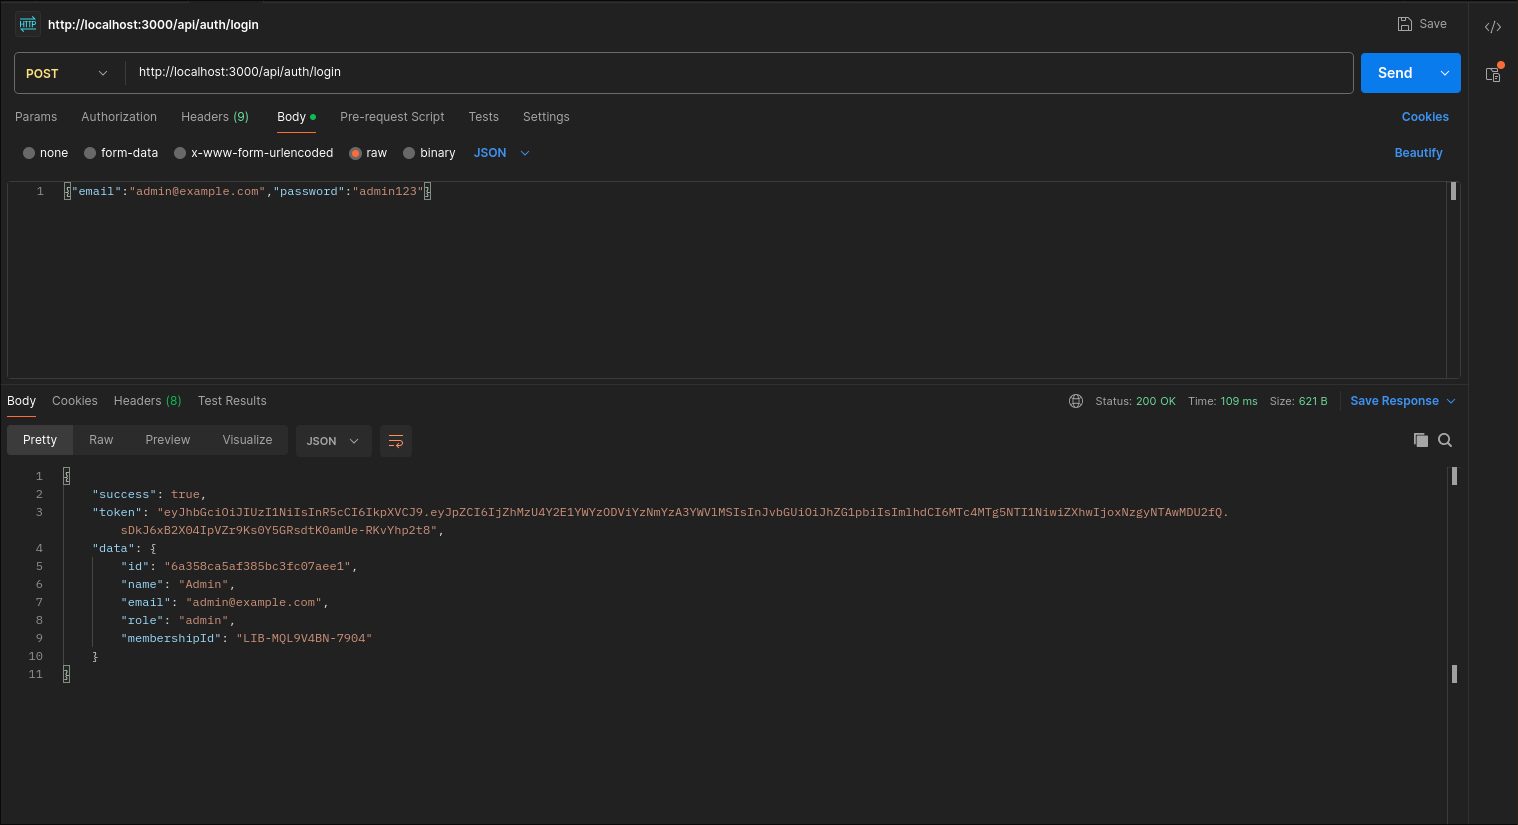 HTTP http://localhost:3000/api/auth/login Save
POST http://localhost:3000/api/auth/login Send
Params Authorization Headers (9) Body Pre-request Script Tests Settings Cookies
none form-data x-www-form-urlencoded raw binary JSON Beautify
1 {"email":"admin@example.com","password":"admin123"}
Body Cookies Headers (8) Test Results Status: 200 OK Time: 109 ms Size: 621 B Save Response
Pretty Raw Preview Visualize JSON
1 {
2 "success": true,
3 "token": "eyJhbGciOiJIUzI1NiIsInR5cCI6IkpXVCJ9.eyJpZCI6IjZhMzU4Y2E1YWYzODViYzNmYzA3YWVlMSIsInJvbGUiOiJhZG1pbiIsImlhdCI6MTc4MTg5NTI1NiwiZXhwIjoxNzgyNTAwMDU2fQ.
sDkJ6xB2X04IpVZr9Ks0Y5GRsdtK0amUe-RKvYhp2t8",
4 "data": {
5 "id": "6a358ca5af385bc3fc07aee1",
6 "name": "Admin",
7 "email": "admin@example.com",
8 "role": "admin",
9 "membershipId": "LIB-MQL9V4BN-7904"
10 }
11 }